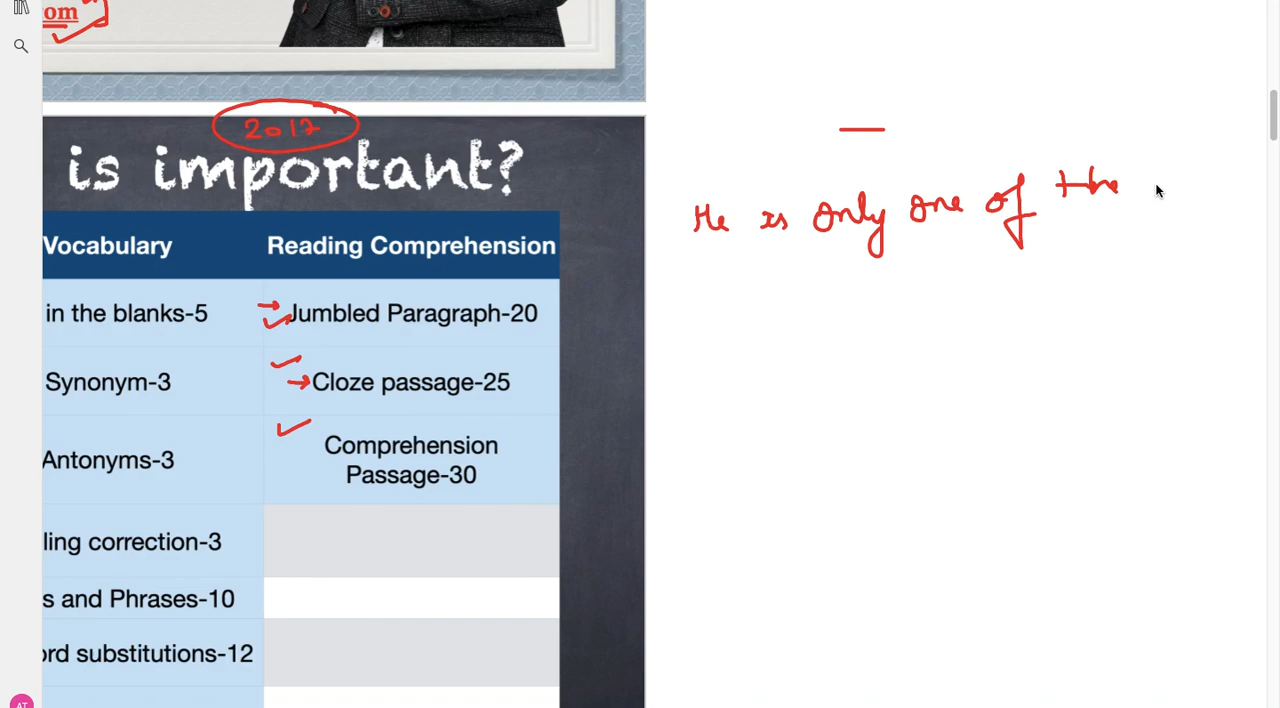 om
2017
is important?
Vocabulary Reading Comprehension
in the blanks-5 Jumbled Paragraph-20
Synonym-3 Cloze passage-25
Antonyms-3 Comprehension
Passage-30
ling correction-3
s and Phrases-10
ord substitutions-12
He is only one of the
AT